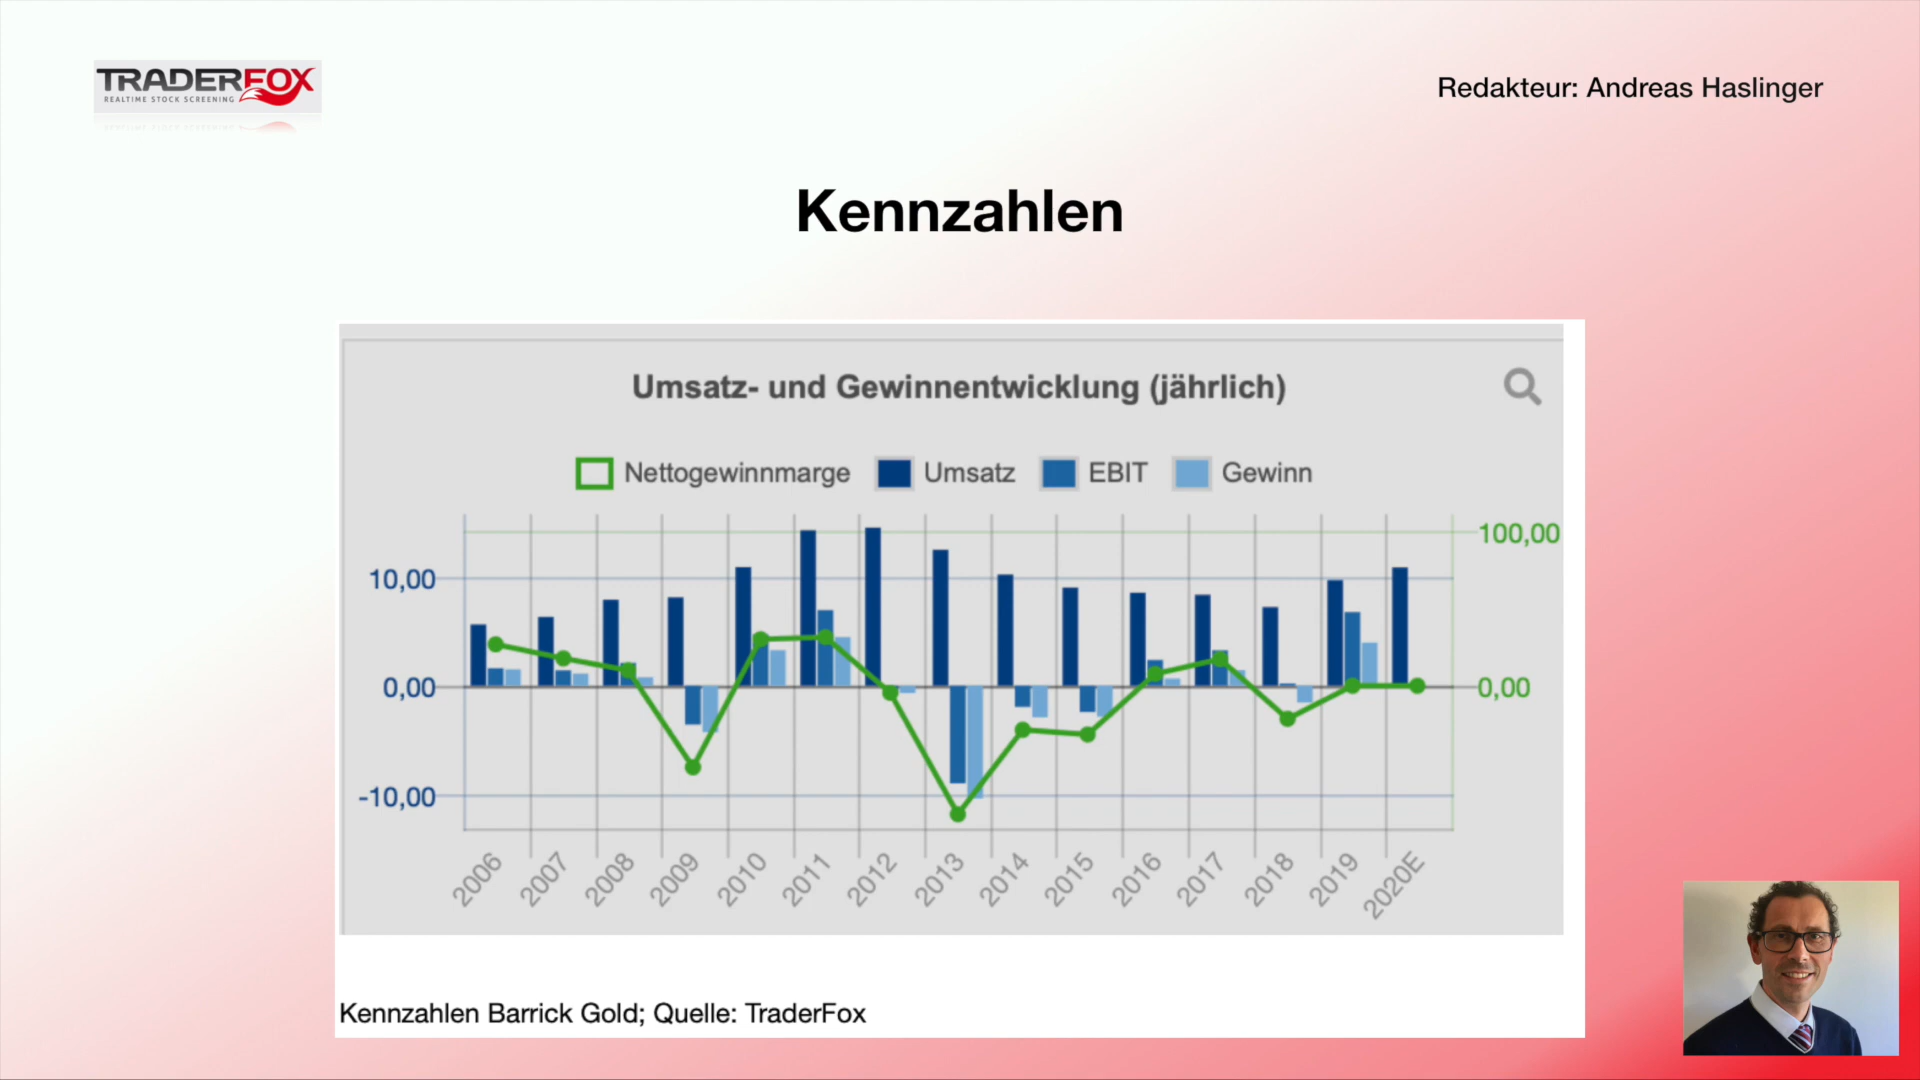 TRADERFOX
REALTIME STOCK SCREENING
Redakteur: Andreas Haslinger
Kennzahlen
Umsatz- und Gewinnentwicklung (jährlich)
Nettogewinnmarge Umsatz EBIT Gewinn
100,00
10,00
0,00 0,00
-10,00
2006 2007 2008 2009 2010 2011 2012 2013 2014 2015 2016 2017 2018 2019 2020E
Kennzahlen Barrick Gold; Quelle: TraderFox